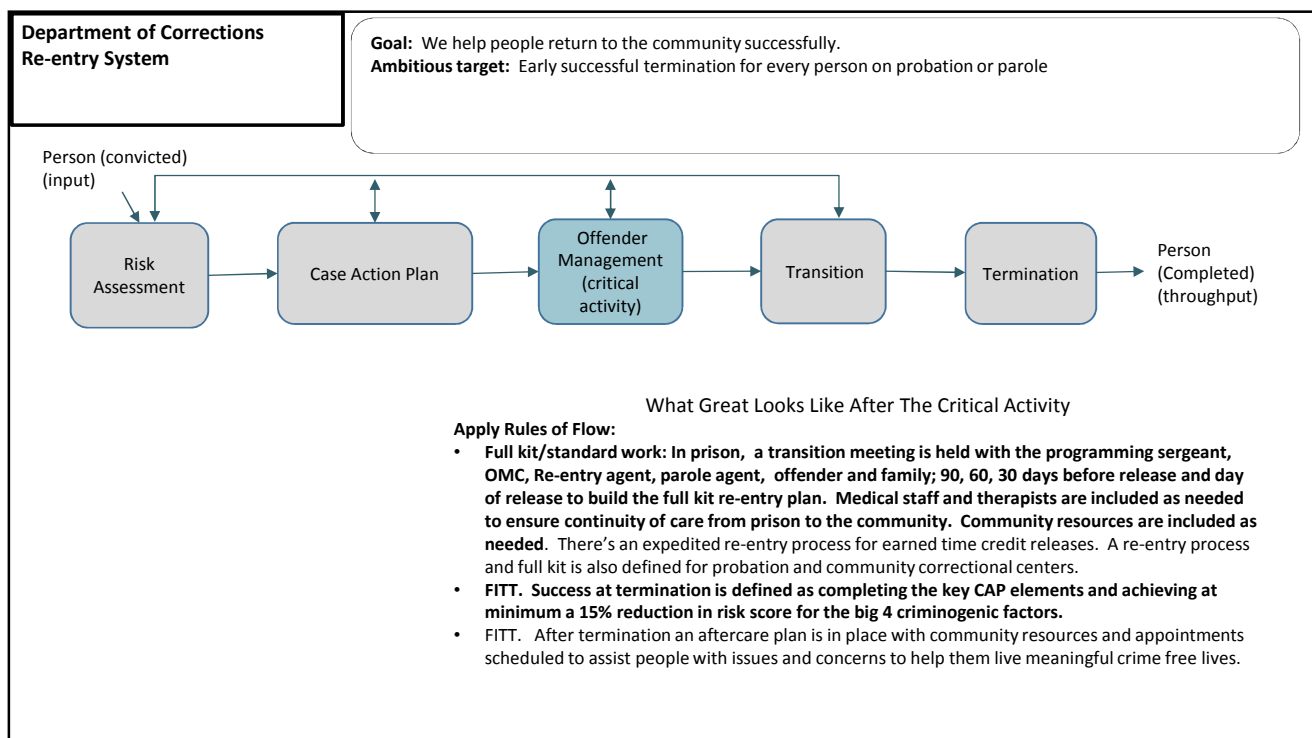 Department of Corrections
Re-entry System
Goal: We help people return to the community successfully.
Ambitious target: Early successful termination for every person on probation or parole
Person (convicted)
(input)
Risk
Assessment
Case Action Plan
Offender
Management
(critical
activity)
Transition
Termination
Person
(Completed)
(throughput)
What Great Looks Like After The Critical Activity
Apply Rules of Flow:
• Full kit/standard work: In prison, a transition meeting is held with the programming sergeant,
OMC, Re-entry agent, parole agent, offender and family; 90, 60, 30 days before release and day
of release to build the full kit re-entry plan. Medical staff and therapists are included as needed
to ensure continuity of care from prison to the community. Community resources are included as
needed. There’s an expedited re-entry process for earned time credit releases. A re-entry process
and full kit is also defined for probation and community correctional centers.
• FITT. Success at termination is defined as completing the key CAP elements and achieving at
minimum a 15% reduction in risk score for the big 4 criminogenic factors.
• FITT. After termination an aftercare plan is in place with community resources and appointments
scheduled to assist people with issues and concerns to help them live meaningful crime free lives.